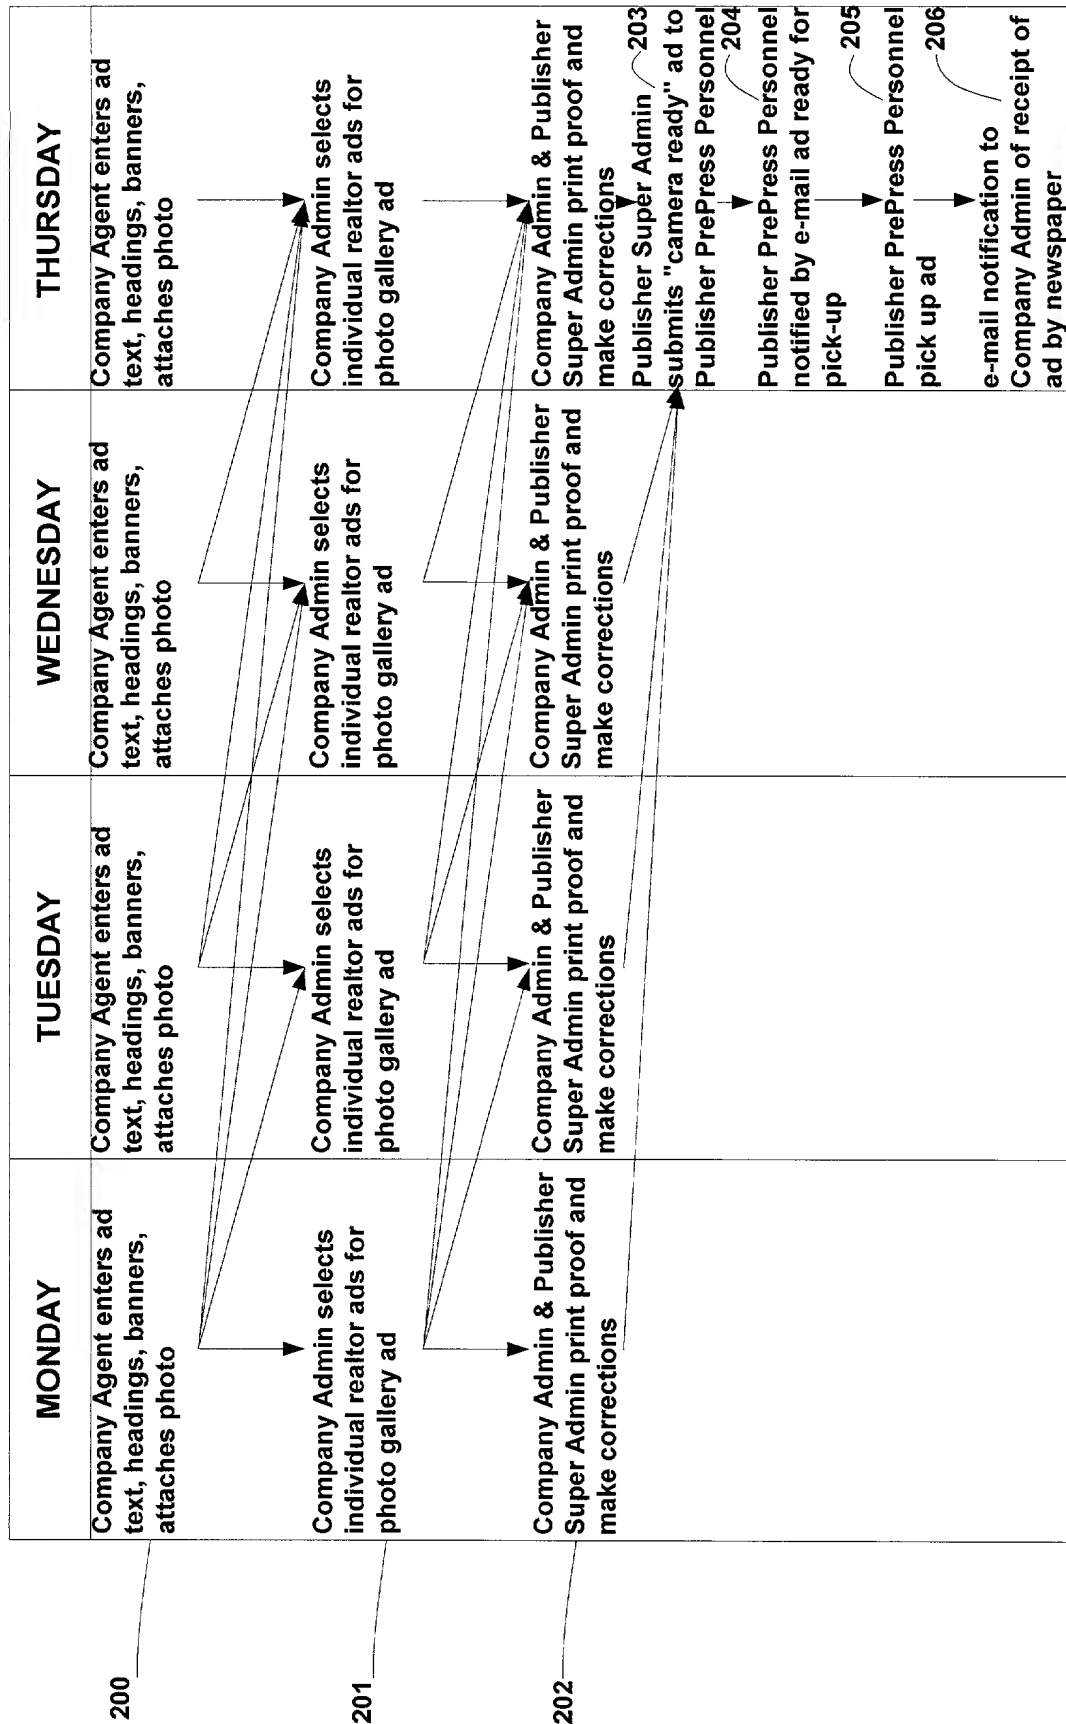 MONDAY
TUESDAY
WEDNESDAY
THURSDAY
200
Company Agent enters ad
text, headings, banners,
attaches photo
Company Agent enters ad
text, headings, banners,
attaches photo
Company Agent enters ad
text, headings, banners,
attaches photo
Company Agent enters ad
text, headings, banners,
attaches photo
201
Company Admin selects
individual realtor ads for
photo gallery ad
Company Admin selects
individual realtor ads for
photo gallery ad
Company Admin selects
individual realtor ads for
photo gallery ad
Company Admin selects
individual realtor ads for
photo gallery ad
202
Company Admin & Publisher
Super Admin print proof and
make corrections
Company Admin & Publisher
Super Admin print proof and
make corrections
Company Admin & Publisher
Super Admin print proof and
make corrections
Company Admin & Publisher
Super Admin print proof and
make corrections
Publisher Super Admin
203
submits "camera ready" ad to
Publisher PrePress Personnel
204
Publisher PrePress Personnel
notified by e-mail ad ready for
pick-up
205
Publisher PrePress Personnel
pick up ad
206
e-mail notification to
Company Admin of receipt of
ad by newspaper